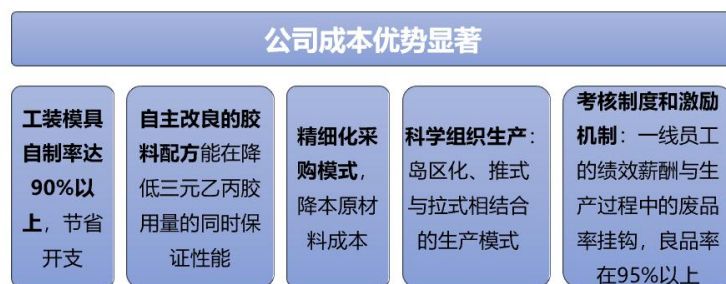 公司成本优势显著
工装模具
自制率达
90%以
上，节省
开支
自主改良的胶
料配方能在降
低三元乙丙胶
用量的同时保
证性能
精细化采
购模式，
降本原材
料成本
科学组织生产：
岛区化、推式
与拉式相结合
的生产模式
考核制度和激励
机制：一线员工
的绩效薪酬与生
产过程中的废品
率挂钩，良品率
在95%以上